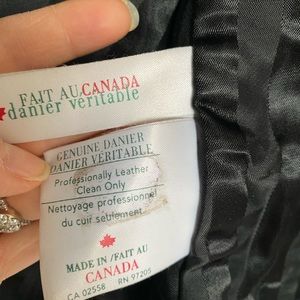 FAIT AU CANADA
danier véritable
GENUINE DANIER
DANIER VÉRITABLE
Professionally Leather
Clean Only
Nettoyage professionnel
du cuir seulement
MADE IN/FAIT AU
CANADA
CA 02558 RN 97205